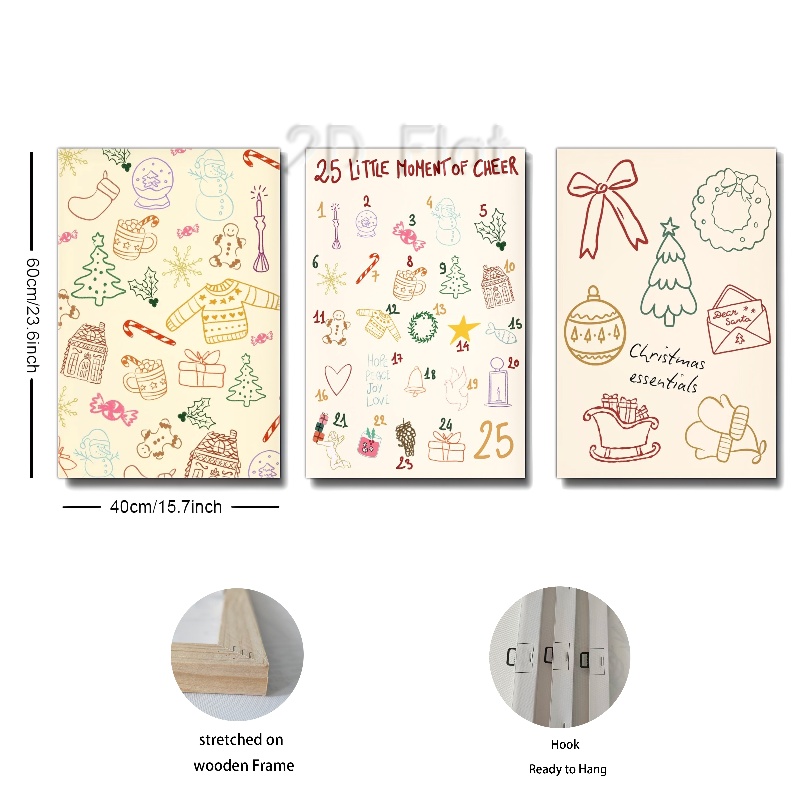 2D Flat
60cm/23.6inch
40cm/15.7inch
25 LITTLE MOMENT OF CHEER
1
2
3
4
5
6
7
8
9
10
11
12
13
14
15
16
HOPE
PEACE
JOY
LOVE
17
18
19
20
21
22
23
24
25
Dear
Santa
Christmas
essentials
stretched on
wooden Frame
Hook
Ready to Hang